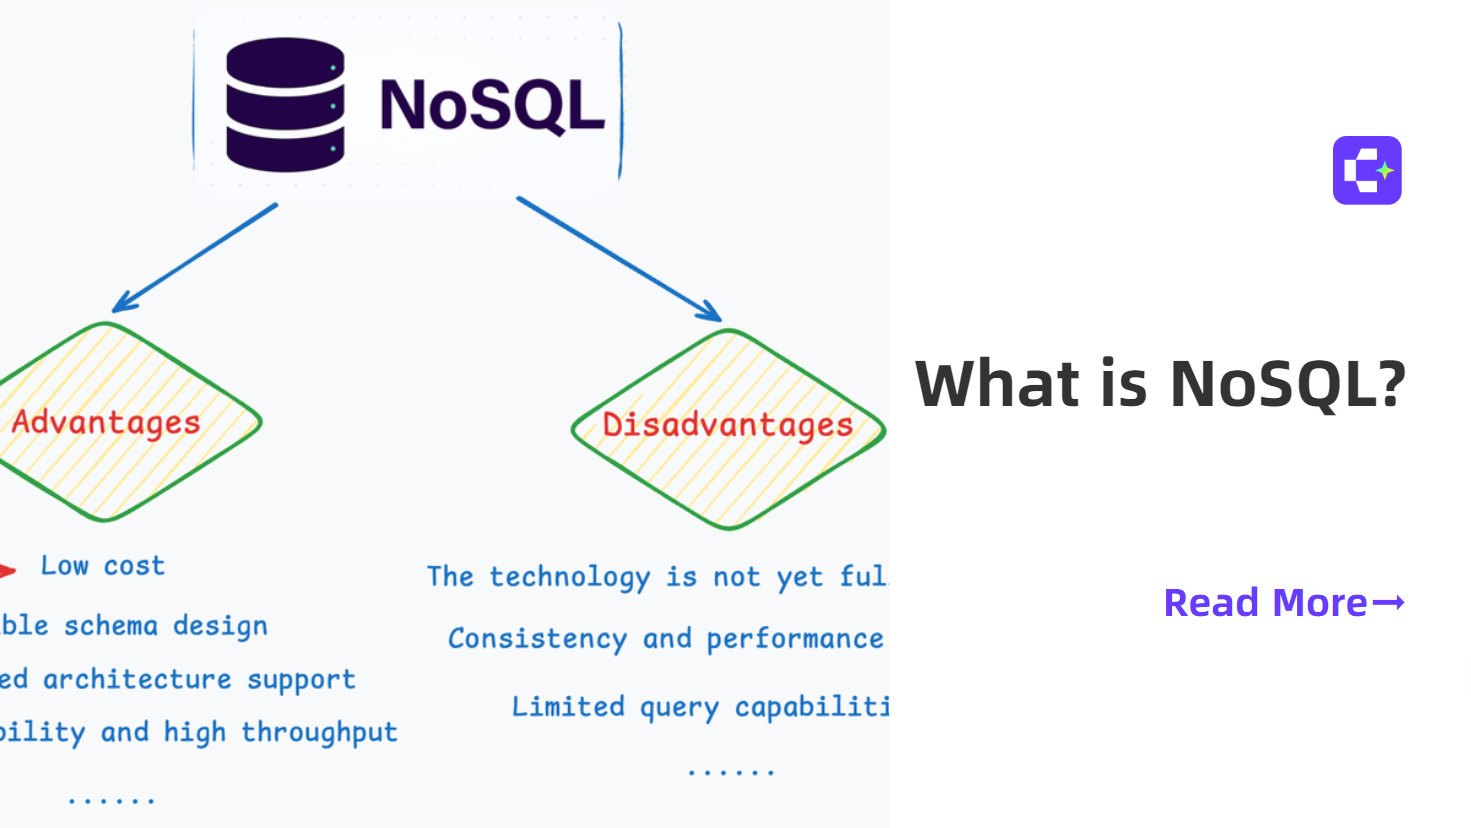 NoSQL
Advantages
Low cost
ble schema design
ed architecture support
bility and high throughput
......
Disadvantages
The technology is not yet ful
Consistency and performance
Limited query capabiliti
......
What is NoSQL?
Read More→